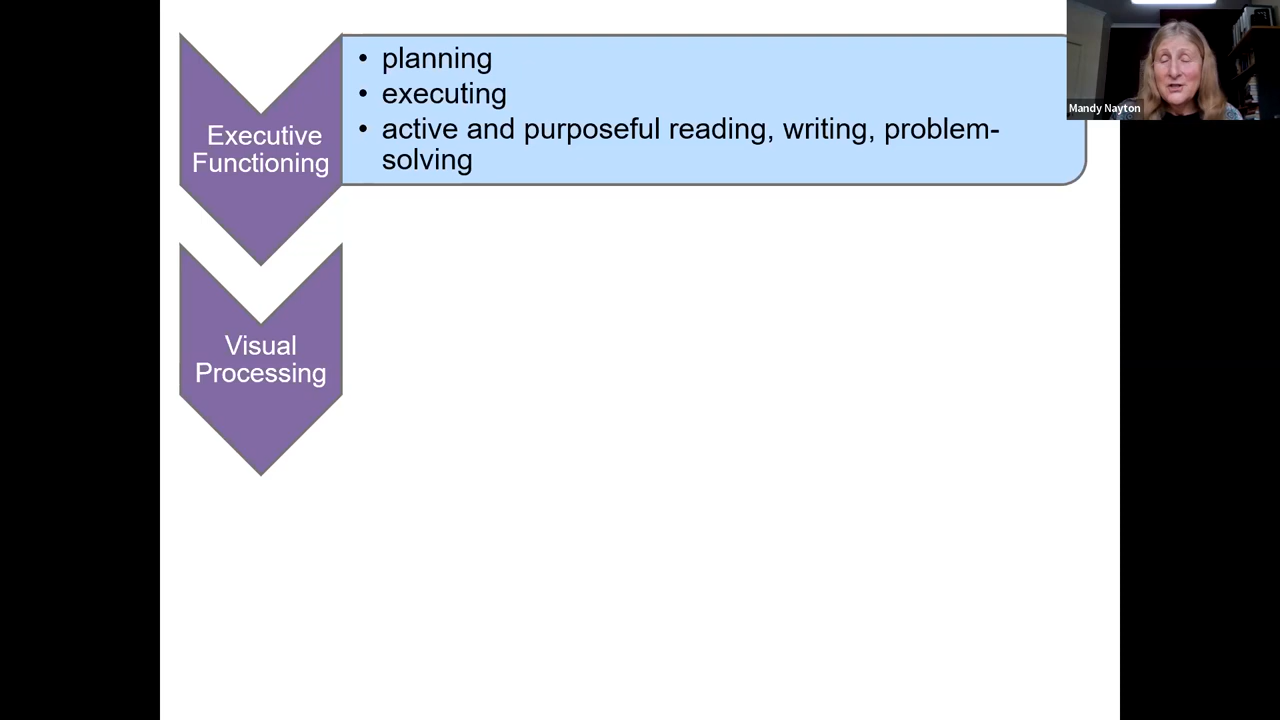 Executive
Functioning
• planning
• executing
• active and purposeful reading, writing, problem-
solving
Visual
Processing
Mandy Nayton